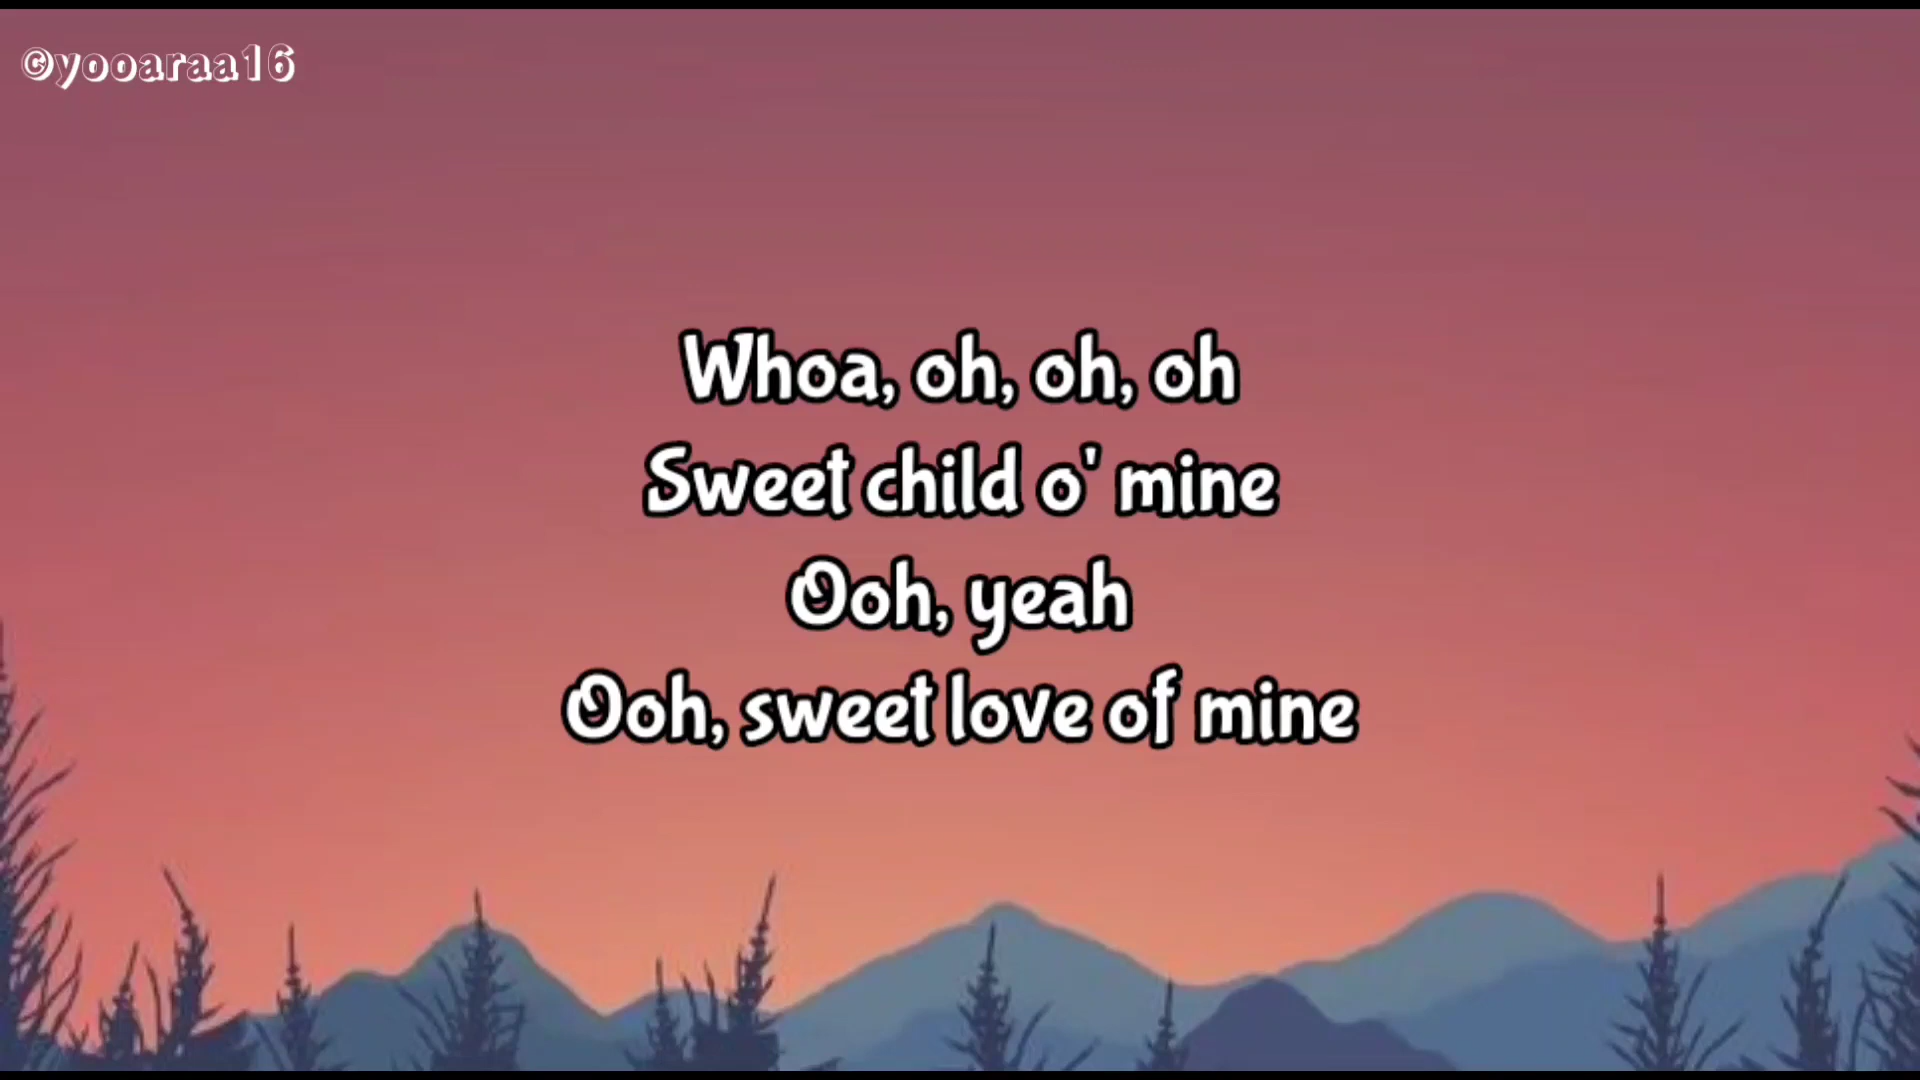 ©yooaraa16
Whoa, oh, oh, oh
Sweet child o' mine
Ooh, yeah
Ooh, sweet love of mine